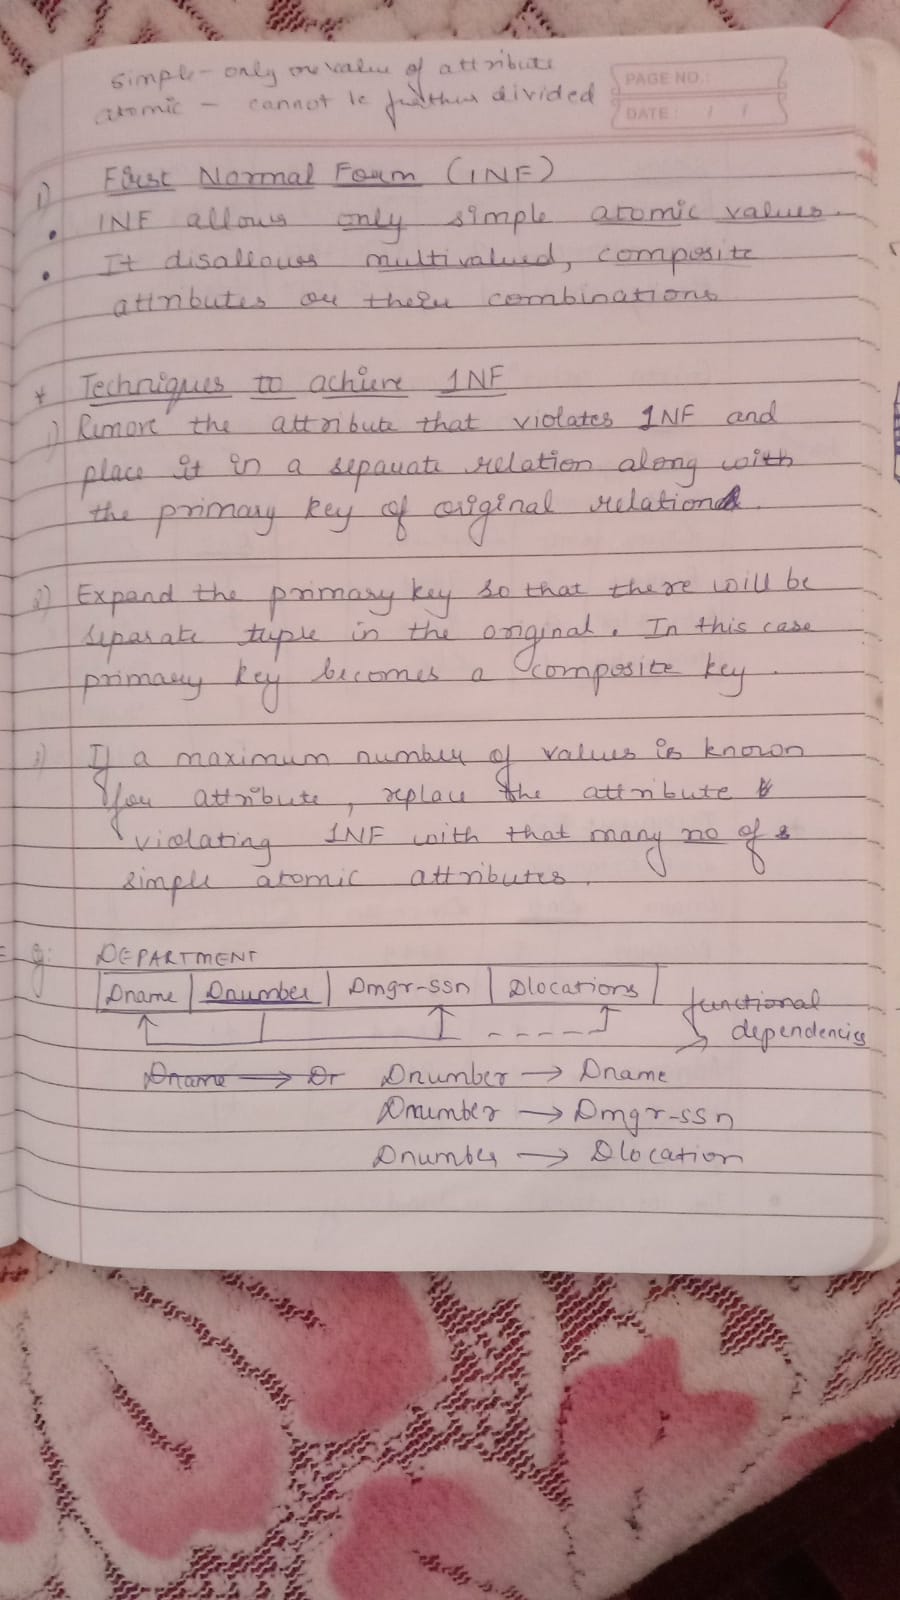 simple - only one value of attribute
atomic - cannot be further divided
PAGE NO.:
DATE: / /
1) First Normal Form (1NF)
• 1NF allows only simple atomic values.
• It disallows multivalued, composite
attributes or their combinations
* Techniques to achieve 1NF
1) Remove the attribute that violates 1NF and
place it in a separate relation along with
the primary key of original relation.
2) Expand the primary key so that there will be
separate tuple in the original. In this case
primary key becomes a composite key.
3) If a maximum number of values is known
for attribute, replace the attribute
violating 1NF with that many no of
simple atomic attributes.
Eg: DEPARTMENT
Dname | Dnumber | Dmgr-ssn | Dlocations
functional
dependencies
Dname → Dr Dnumber → Dname
Dnumber → Dmgr-ssn
Dnumber → Dlocation